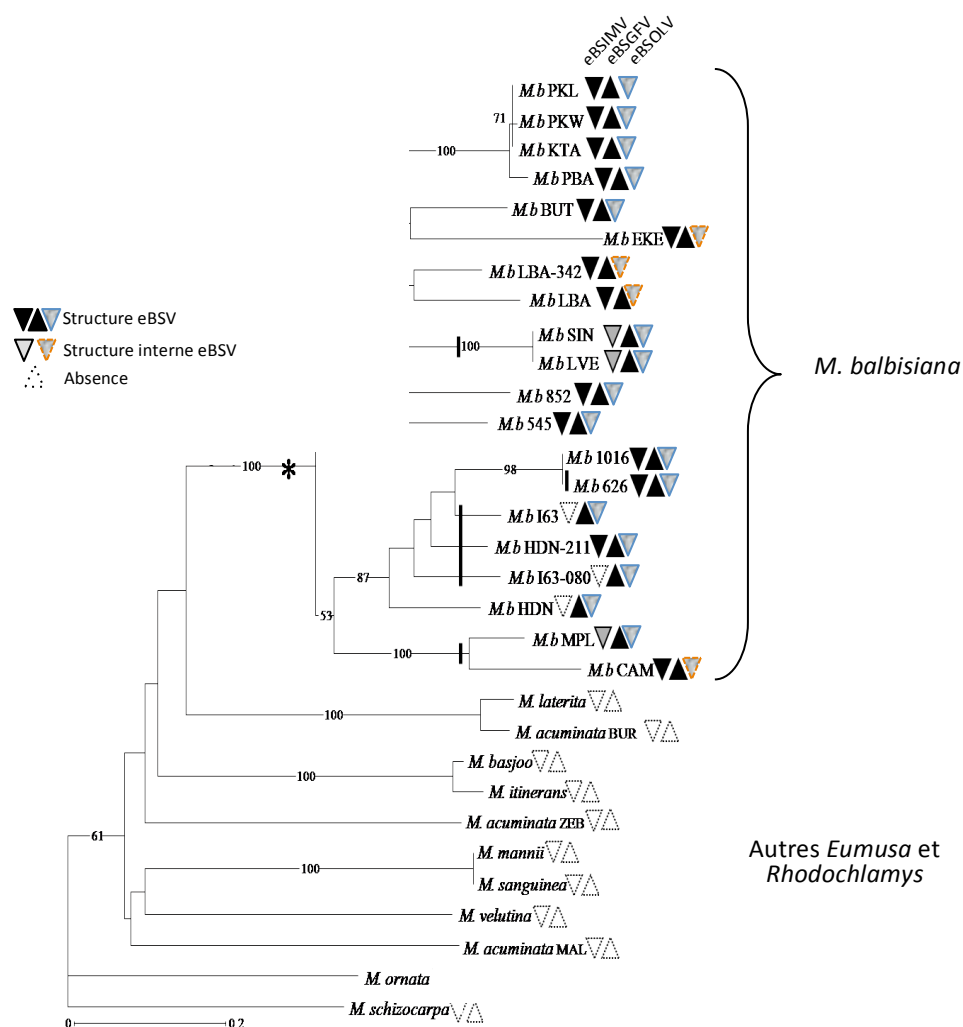 eBSIMV eBSGFV eBSOLV
M.b PKL
71
M.b PKW
M.b KTA
100
M.b PBA
M.b BUT
M.b EKE
M.b LBA-342
M.b LBA
Structure eBSV
M.b SIN
100
Structure interne eBSV
M.b LVE
M. balbisiana
Absence
M.b 852
M.b 545
M.b 1016
100
*
98
M.b 626
M.b I63
M.b HDN-211
87
M.b I63-080
M.b HDN
53
M.b MPL
100
M.b CAM
M. laterita
100
M. acuminata BUR
M. basjoo
100
M. itinerans
M. acuminata ZEB
61
M. mannii
Autres Eumusa et
Rhodochlamys
100
M. sanguinea
M. velutina
M. acuminata MAL
M. ornata
M. schizocarpa
0 0.2